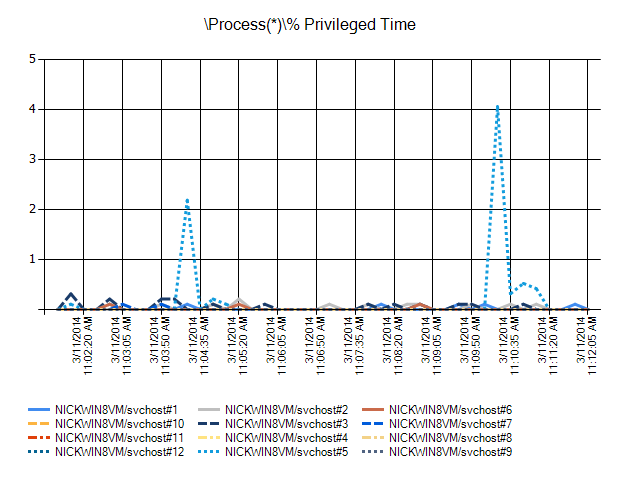 \Process(*)\% Privileged Time
5
4
3
2
1
3/11/2014 11:02:20 AM
3/11/2014 11:03:05 AM
3/11/2014 11:03:50 AM
3/11/2014 11:04:35 AM
3/11/2014 11:05:20 AM
3/11/2014 11:06:05 AM
3/11/2014 11:06:50 AM
3/11/2014 11:07:35 AM
3/11/2014 11:08:20 AM
3/11/2014 11:09:05 AM
3/11/2014 11:09:50 AM
3/11/2014 11:10:35 AM
3/11/2014 11:11:20 AM
3/11/2014 11:12:05 AM
NICKWIN8VM/svchost#1 NICKWIN8VM/svchost#2 NICKWIN8VM/svchost#6
NICKWIN8VM/svchost#10 NICKWIN8VM/svchost#3 NICKWIN8VM/svchost#7
NICKWIN8VM/svchost#11 NICKWIN8VM/svchost#4 NICKWIN8VM/svchost#8
NICKWIN8VM/svchost#12 NICKWIN8VM/svchost#5 NICKWIN8VM/svchost#9